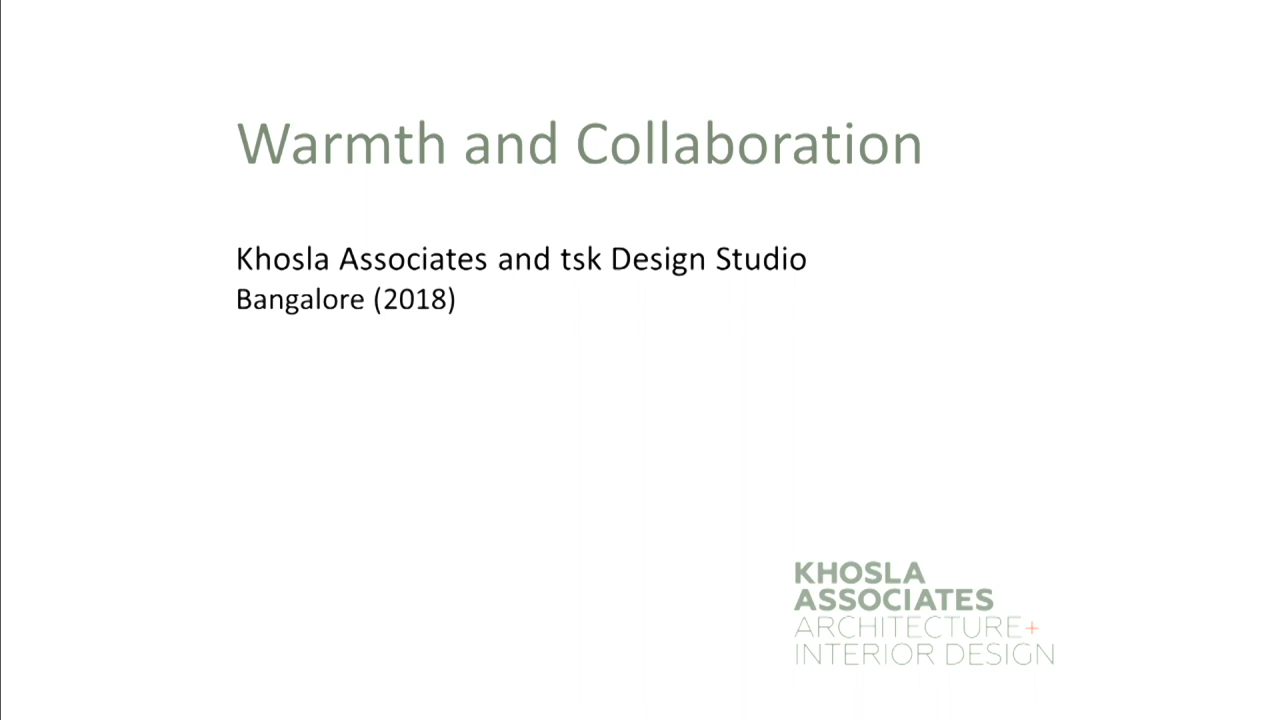 Warmth and Collaboration
Khosla Associates and tsk Design Studio
Bangalore (2018)
KHOSLA
ASSOCIATES
ARCHITECTURE+
INTERIOR DESIGN